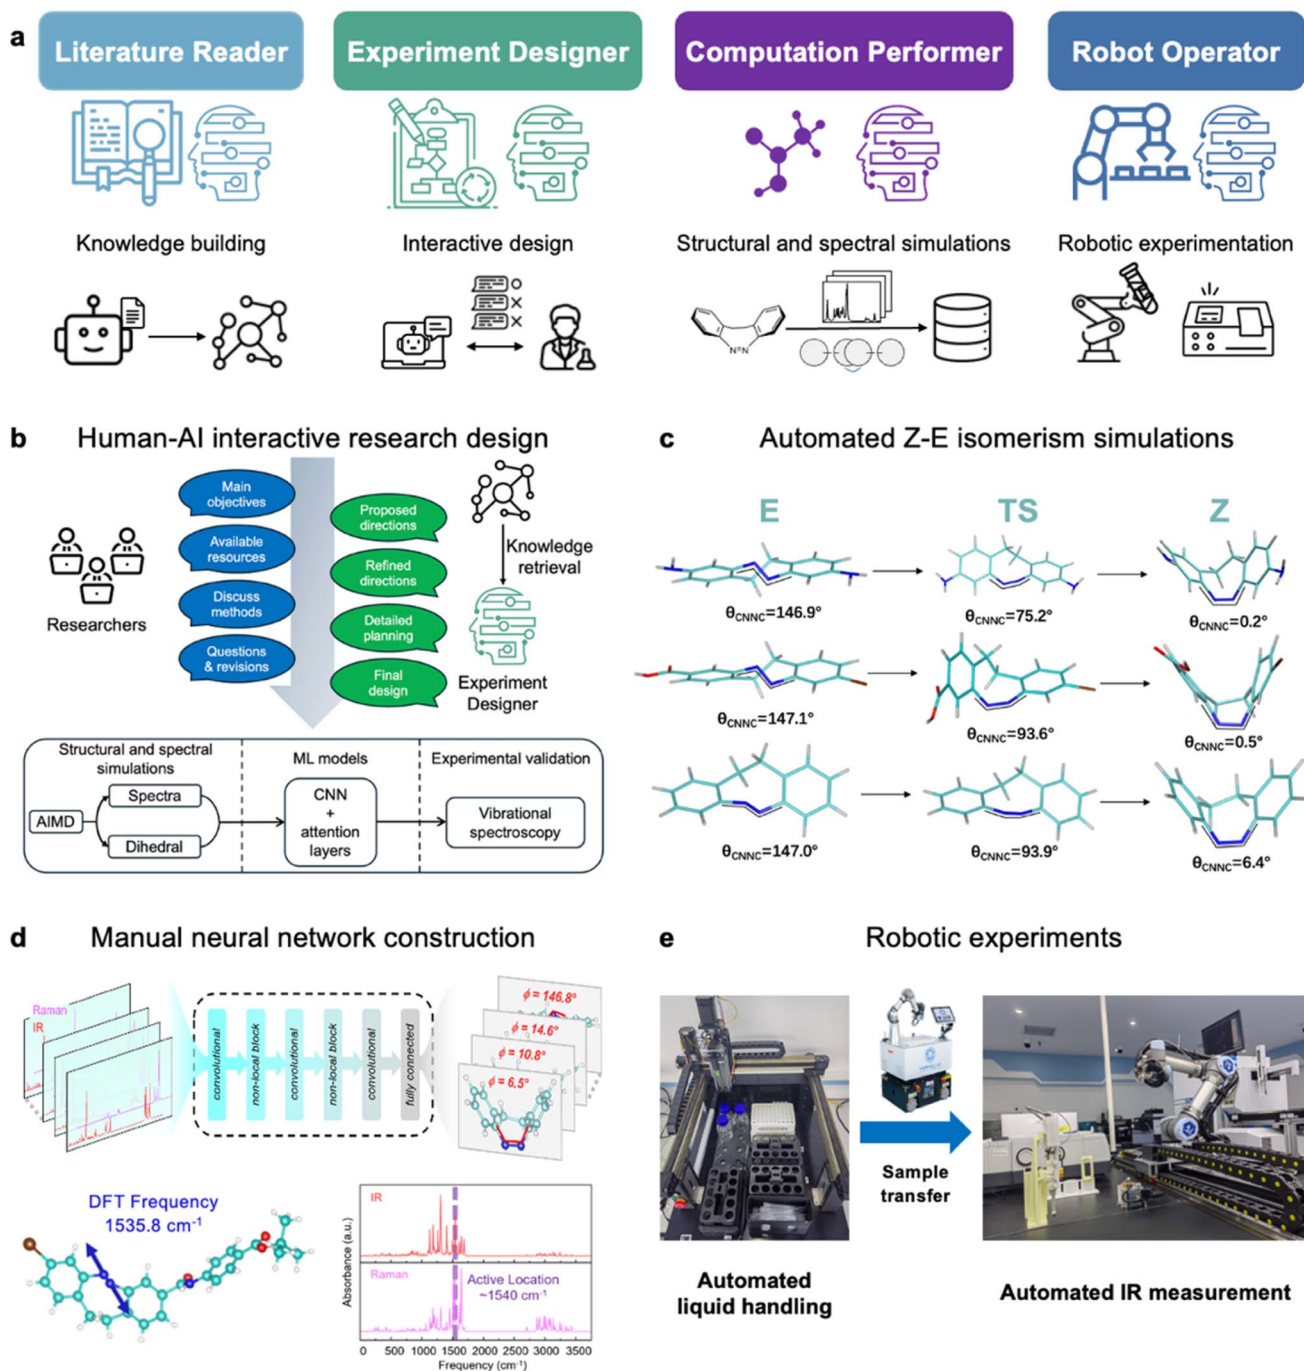 a
Literature Reader
Experiment Designer
Computation Performer
Robot Operator
Knowledge building
Interactive design
Structural and spectral simulations
Robotic experimentation
N=N
b Human-AI interactive research design
Main
objectives
Available
resources
Discuss
methods
Questions
& revisions
Proposed
directions
Refined
directions
Detailed
planning
Final
design
Researchers
Knowledge
retrieval
Experiment
Designer
Structural and spectral
simulations
ML models
Experimental validation
AIMD
Spectra
Dihedral
CNN
+
attention
layers
Vibrational
spectroscopy
c Automated Z-E isomerism simulations
E
TS
Z
θCNNC=146.9°
θCNNC=75.2°
θCNNC=0.2°
θCNNC=147.1°
θCNNC=93.6°
θCNNC=0.5°
θCNNC=147.0°
θCNNC=93.9°
θCNNC=6.4°
d Manual neural network construction
Raman
IR
convolutional
non-local block
convolutional
non-local block
convolutional
fully connected
ϕ = 146.8°
ϕ = 14.6°
ϕ = 10.8°
ϕ = 6.5°
DFT Frequency
1535.8 cm⁻¹
IR
Raman
Active Location
~1540 cm⁻¹
Absorbance (a.u.)
0 500 1000 1500 2000 2500 3000 3500
Frequency (cm⁻¹)
e Robotic experiments
Sample
transfer
Automated
liquid handling
Automated IR measurement